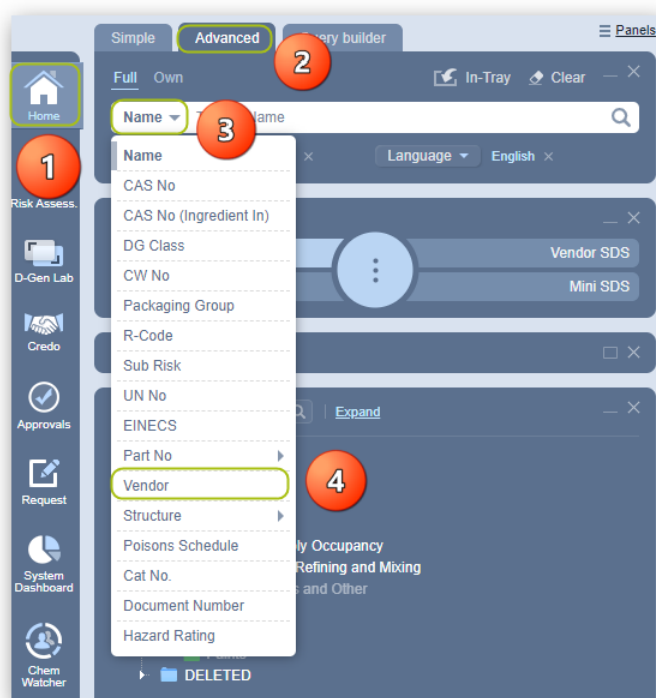 Simple
Advanced
Query builder
Panels
2
Full
Own
In-Tray
Clear
Name
Name
3
Language
English
Home
1
Risk Assess.
D-Gen Lab
Credo
Approvals
Request
System
Dashboard
Chem
Watcher
Name
CAS No
CAS No (Ingredient In)
DG Class
CW No
Packaging Group
R-Code
Sub Risk
UN No
EINECS
Part No
Vendor
Structure
Poisons Schedule
Cat No.
Document Number
Hazard Rating
Vendor SDS
Mini SDS
Expand
4
Occupancy
Refining and Mixing
and Other
DELETED